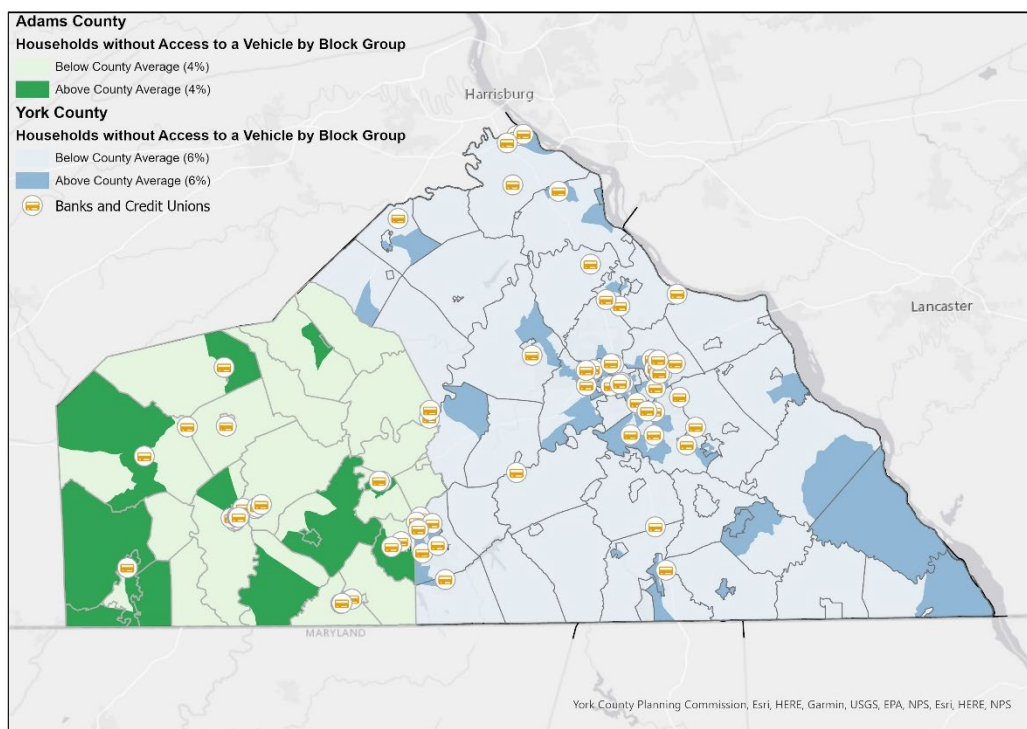 Adams County
Households without Access to a Vehicle by Block Group
Below County Average (4%)
Above County Average (4%)
York County
Households without Access to a Vehicle by Block Group
Below County Average (6%)
Above County Average (6%)
Banks and Credit Unions
Harrisburg
Lancaster
MARYLAND
York County Planning Commission, Esri, HERE, Garmin, USGS, EPA, NPS, Esri, HERE, NPS